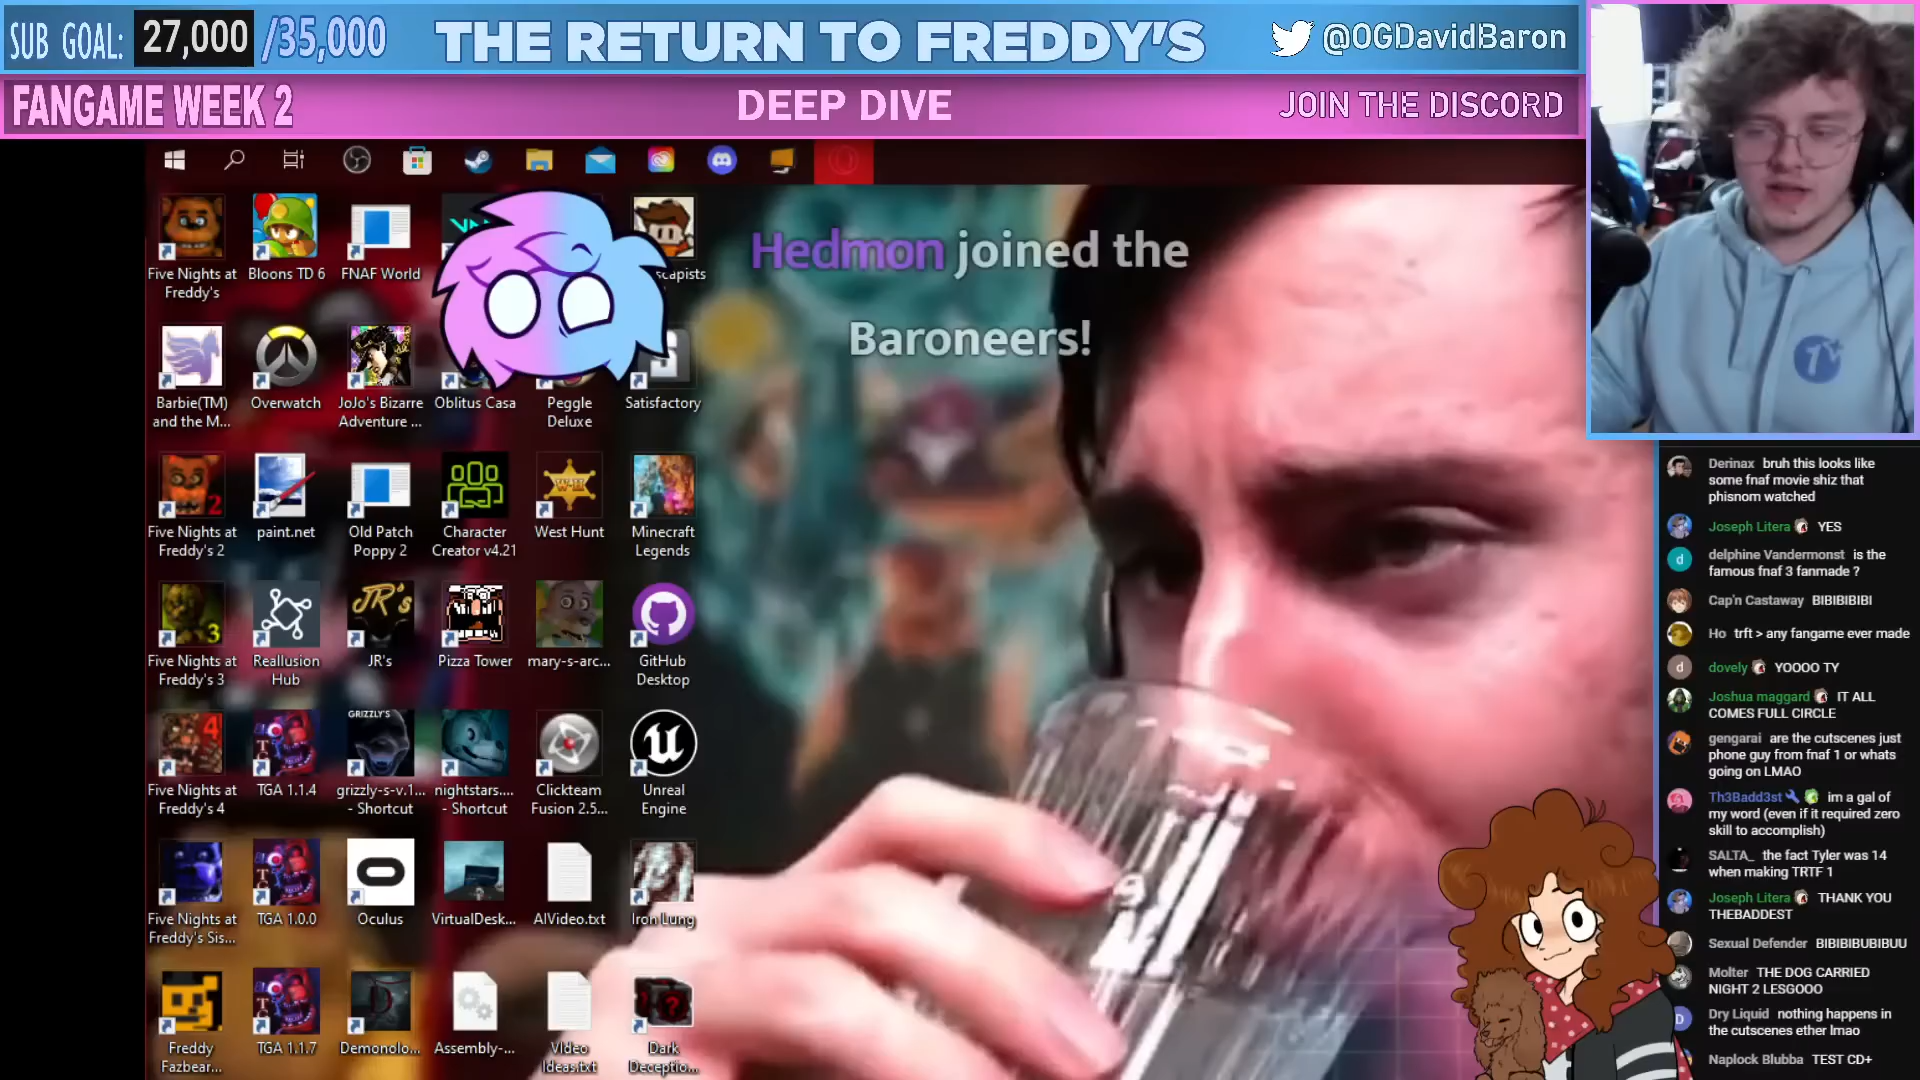 SUB GOAL: 27,000 /35,000
THE RETURN TO FREDDY'S
@OGDavidBaron
FANGAME WEEK 2
DEEP DIVE
JOIN THE DISCORD
Hedmon joined the
Baroneers!
Five Nights at
Freddy's
Bloons TD 6
FNAF World
scapists
Barbie(TM)
and the M...
Overwatch
JoJo's Bizarre
Adventure ...
Oblitus Casa
Peggle
Deluxe
Satisfactory
2
Five Nights at
Freddy's 2
paint.net
Old Patch
Poppy 2
Character
Creator v4.21
W-H
West Hunt
Minecraft
Legends
3
Five Nights at
Freddy's 3
Reallusion
Hub
JR's
JR's
Pizza Tower
mary-s-arc...
GitHub
Desktop
4
Five Nights at
Freddy's 4
TGA 1.1.4
GRIZZLY'S
grizzly-s-v.1...
- Shortcut
nightstars....
- Shortcut
Clickteam
Fusion 2.5...
Unreal
Engine
Five Nights at
Freddy's Sis...
TGA 1.0.0
Oculus
VirtualDesk...
AIVideo.txt
Iron Lung
Freddy
Fazbear...
TGA 1.1.7
Demonolo...
Assembly-...
VIdeo
Ideas.txt
Dark
Deceptio...
Derinax bruh this looks like
some fnaf movie shiz that
phisnom watched
Joseph Litera YES
delphine Vandermonst is the
famous fnaf 3 fanmade ?
Cap'n Castaway BIBIBIBIBI
Ho trft > any fangame ever made
dovely YOOOO TY
Joshua maggard IT ALL
COMES FULL CIRCLE
gengarai are the cutscenes just
phone guy from fnaf 1 or whats
going on LMAO
Th3Badd3st im a gal of
my word (even if it required zero
skill to accomplish)
SALTA_ the fact Tyler was 14
when making TRTF 1
Joseph Litera THANK YOU
THEBADDEST
Sexual Defender BIBIBIBUBIBUU
Molter THE DOG CARRIED
NIGHT 2 LESGOOO
Dry Liquid nothing happens in
the cutscenes ether lmao
Naplock Blubba TEST CD+